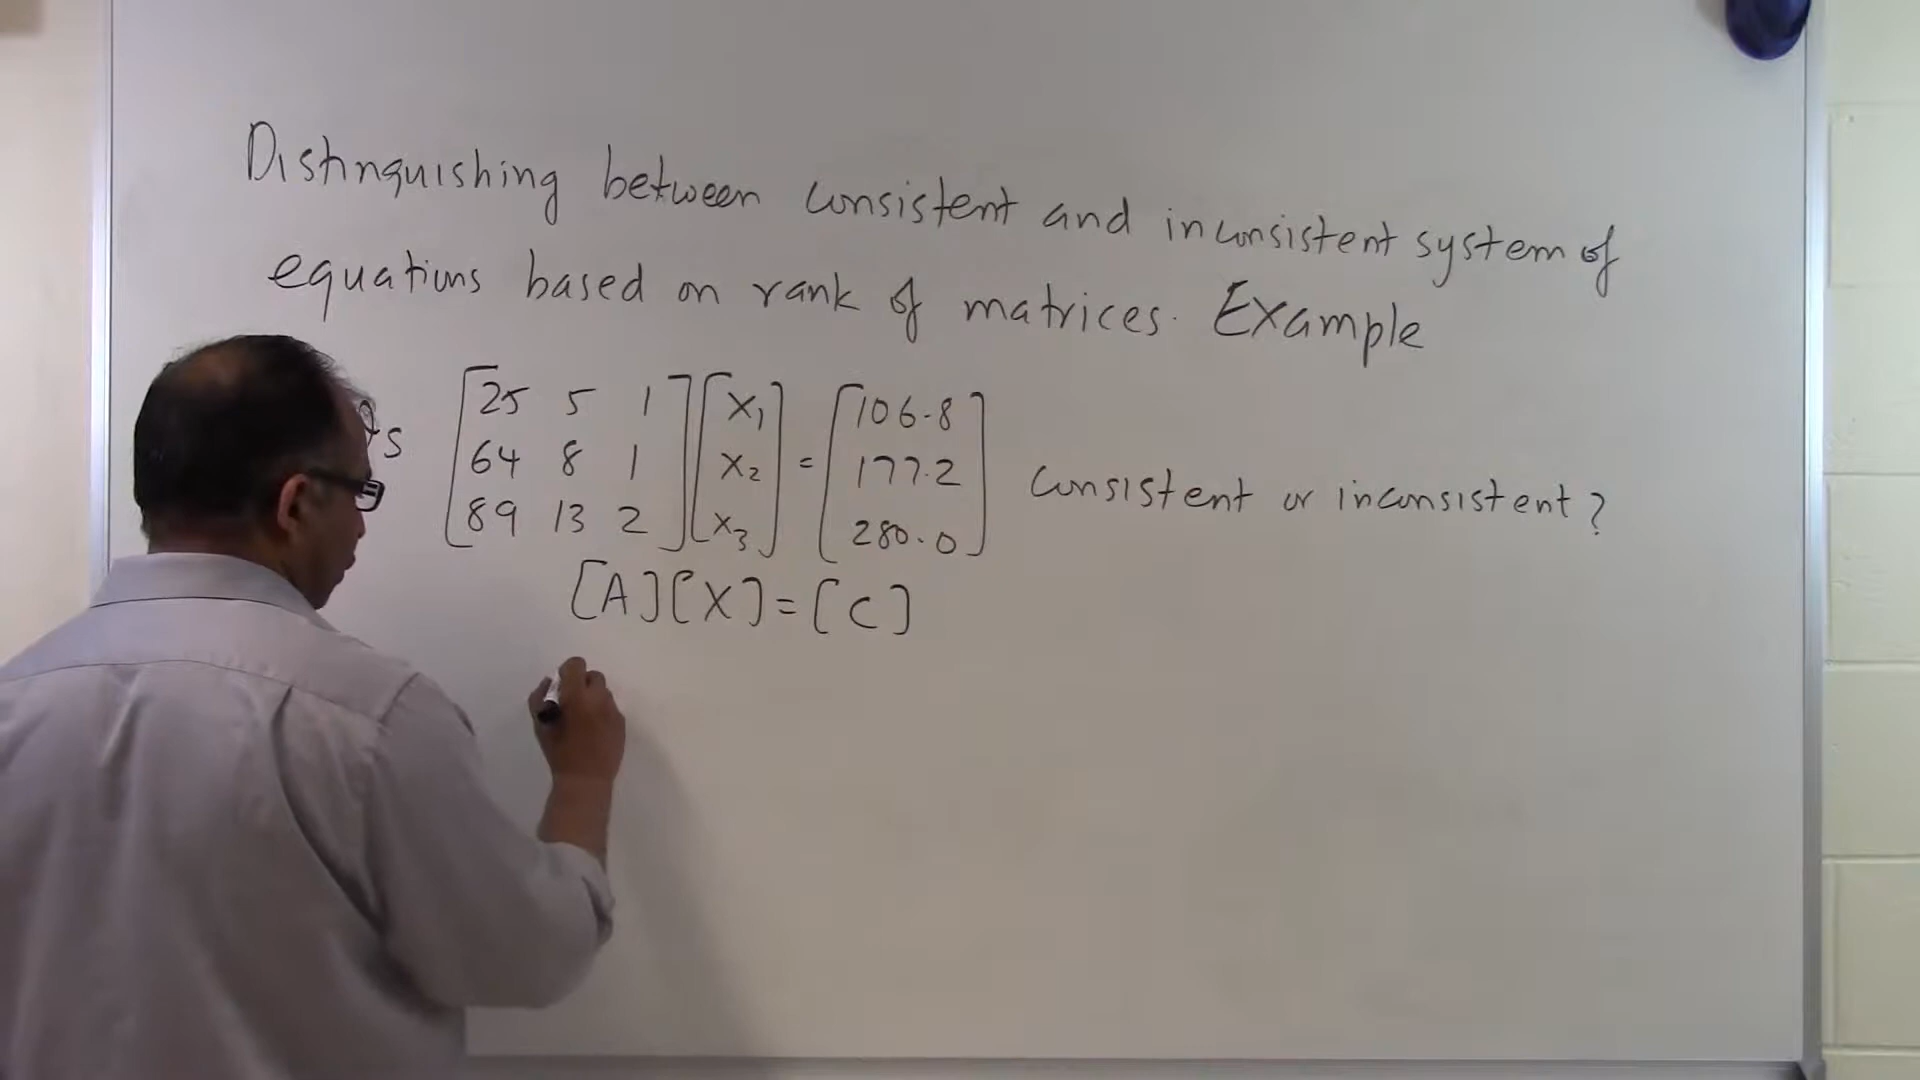 Distinguishing between consistent and inconsistent system of
equations based on rank of matrices. Example
[25 5 1] [x1] [106.8]
[64 8 1] [x2] = [177.2] consistent or inconsistent?
[89 13 2] [x3] [280.0]
[A][X]=[C]